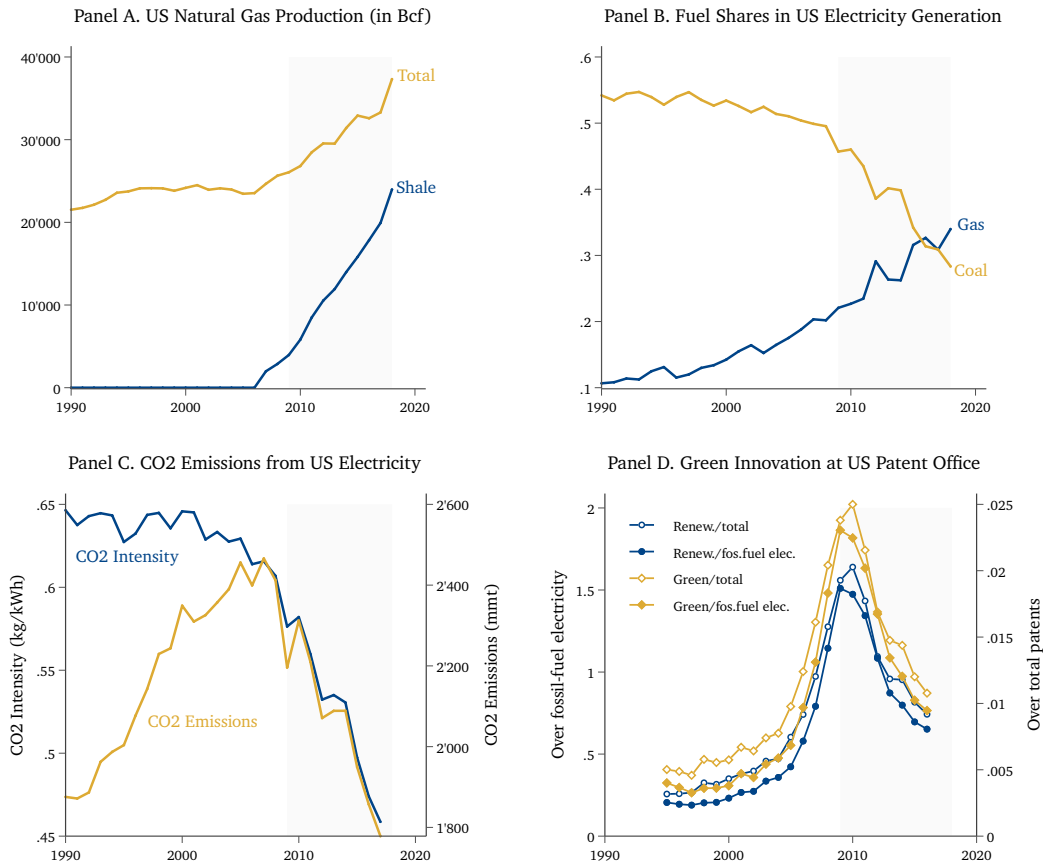 Panel A. US Natural Gas Production (in Bcf)
40'000
30'000
20'000
10'000
0
Total
Shale
1990
2000
2010
2020
Panel B. Fuel Shares in US Electricity Generation
.6
.5
.4
.3
.2
.1
Gas
Coal
1990
2000
2010
2020
Panel C. CO2 Emissions from US Electricity
CO2 Intensity (kg/kWh)
.65
.6
.55
.5
.45
CO2 Intensity
CO2 Emissions
2'600
2'400
2'200
2'000
1'800
CO2 Emissions (mmt)
1990
2000
2010
2020
Panel D. Green Innovation at US Patent Office
Over fossil-fuel electricity
2
1.5
1
.5
0
Renew./total
Renew./fos.fuel elec.
Green/total
Green/fos.fuel elec.
.025
.020
.015
.010
.005
0
Over total patents
1990
2000
2010
2020